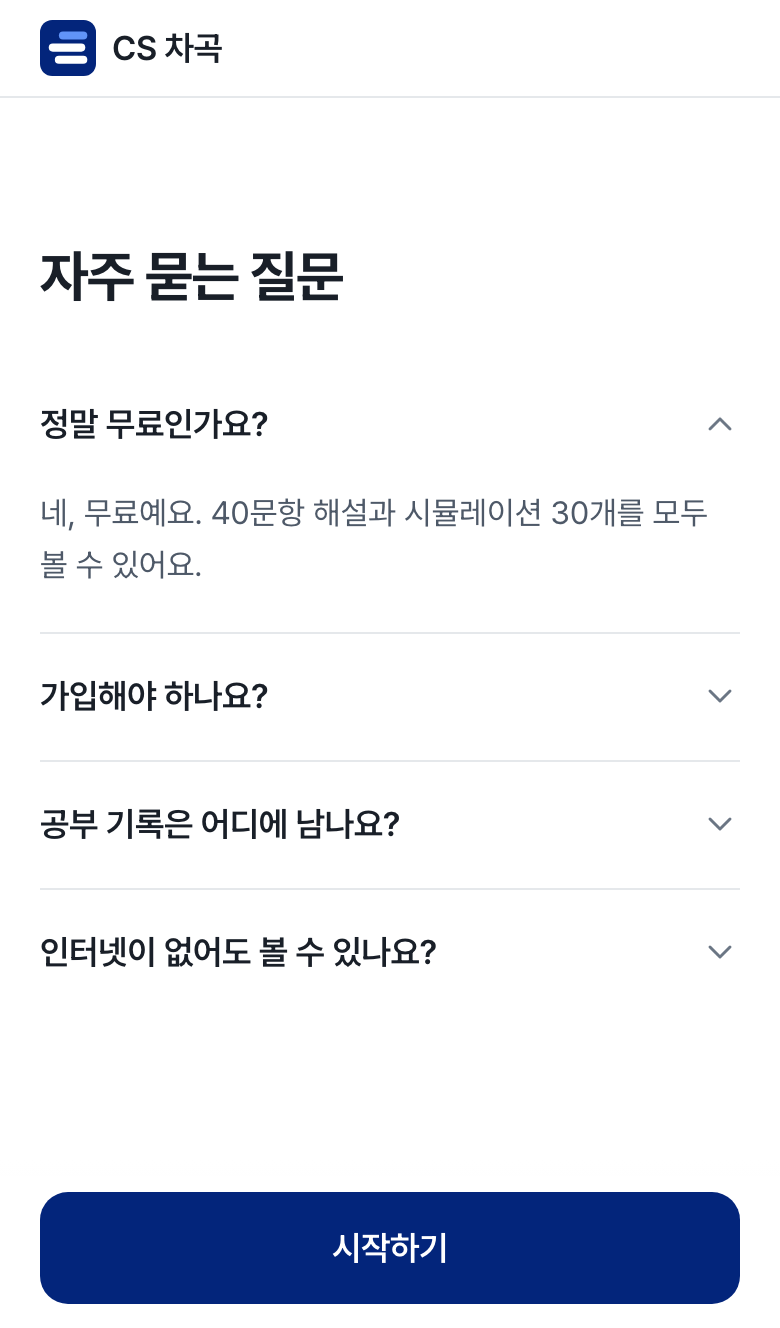 CS 차곡
자주 묻는 질문
정말 무료인가요?
네, 무료예요. 40문항 해설과 시뮬레이션 30개를 모두
볼 수 있어요.
가입해야 하나요?
공부 기록은 어디에 남나요?
인터넷이 없어도 볼 수 있나요?
시작하기